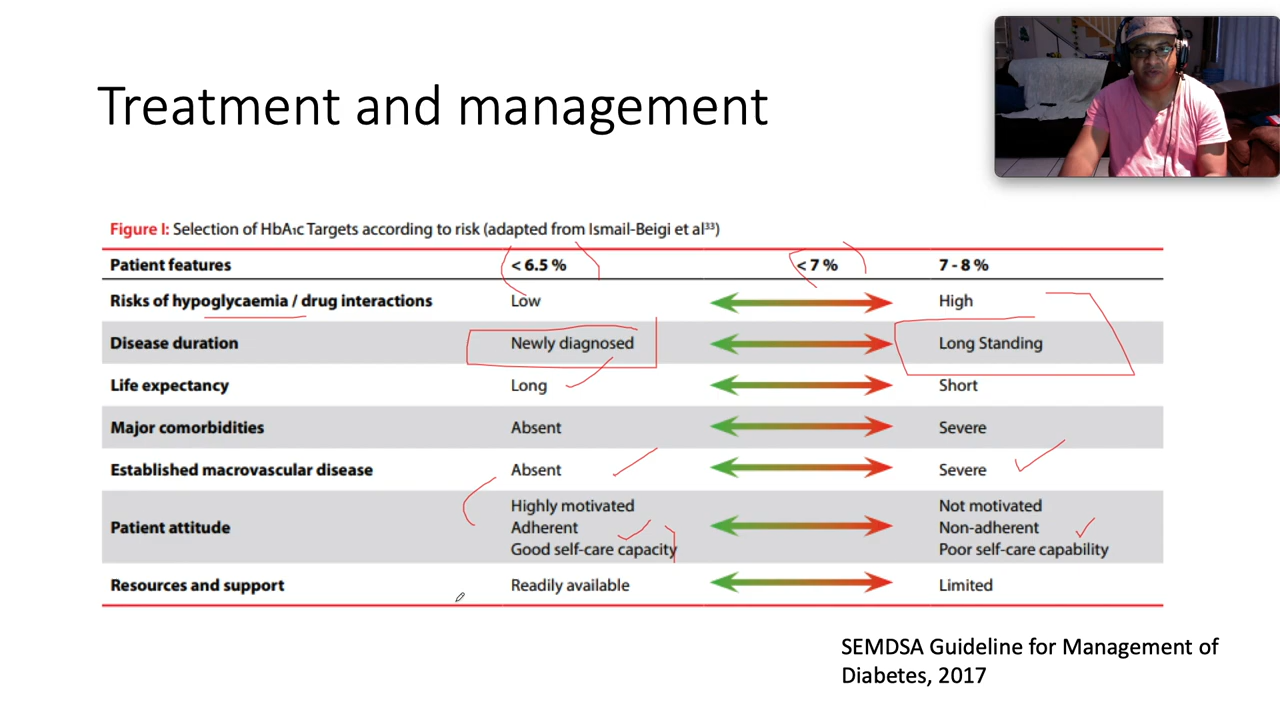 Treatment and management
Figure I: Selection of HbA1c Targets according to risk (adapted from Ismail-Beigi et al³³)
Patient features < 6.5 % < 7 % 7 - 8 %
Risks of hypoglycaemia / drug interactions Low High
Disease duration Newly diagnosed Long Standing
Life expectancy Long Short
Major comorbidities Absent Severe
Established macrovascular disease Absent Severe
Highly motivated Not motivated
Patient attitude Adherent Non-adherent
Good self-care capacity Poor self-care capability
Resources and support Readily available Limited
SEMDSA Guideline for Management of
Diabetes, 2017